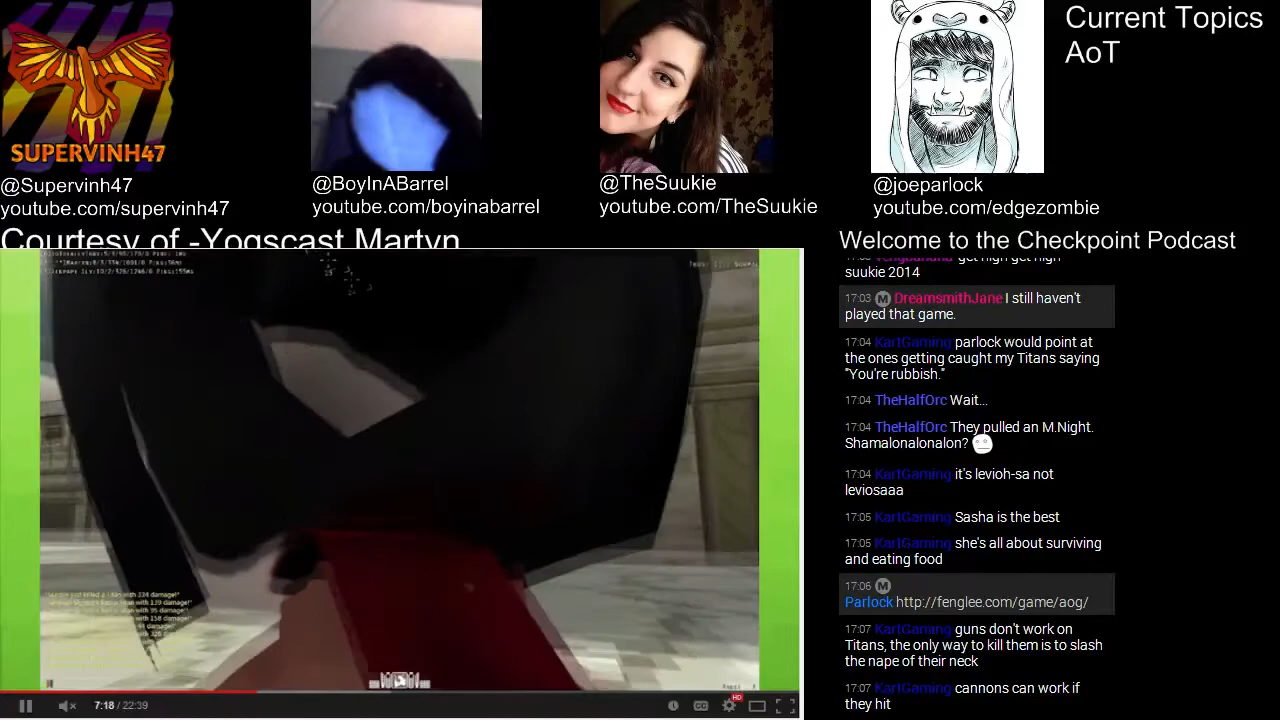 SUPERVINH47
@Supervinh47
youtube.com/supervinh47
@BoyInABarrel
youtube.com/boyinabarrel
@TheSuukie
youtube.com/TheSuukie
@joeparlock
youtube.com/edgezombie
Current Topics
AoT
Courtesy of -Yogscast Martyn
Welcome to the Checkpoint Podcast
get high get high
suukie 2014
17:03 M DreamsmithJane I still haven't
played that game.
17:04 KartGaming parlock would point at
the ones getting caught my Titans saying
"You're rubbish."
17:04 TheHalfOrc Wait...
17:04 TheHalfOrc They pulled an M.Night.
Shamalonalonalon?
17:04 KartGaming it's levioh-sa not
leviosaaa
17:05 KartGaming Sasha is the best
17:05 KartGaming she's all about surviving
and eating food
17:06 M
Parlock http://fenglee.com/game/aog/
17:07 KartGaming guns don't work on
Titans, the only way to kill them is to slash
the nape of their neck
17:07 KartGaming cannons can work if
they hit
7:18 / 22:39
HD